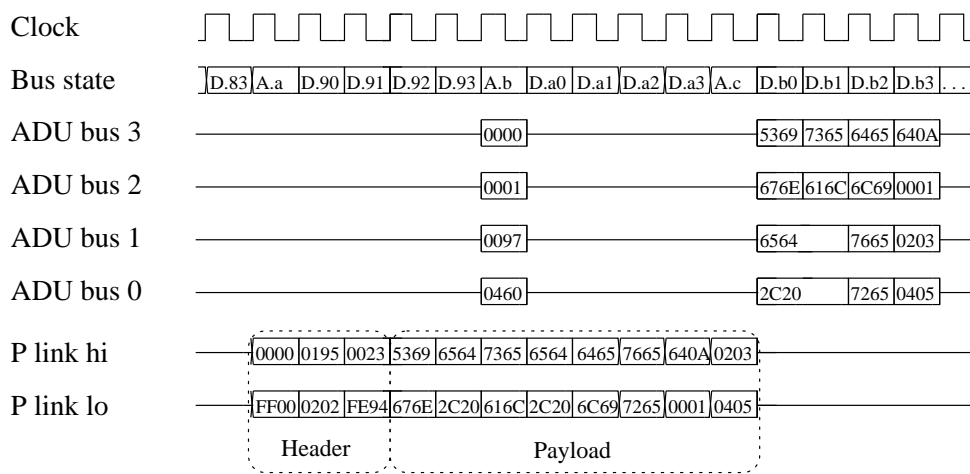 Clock
Bus state D.83 A.a D.90 D.91 D.92 D.93 A.b D.a0 D.a1 D.a2 D.a3 A.c D.b0 D.b1 D.b2 D.b3 ...
ADU bus 3 0000 5369 7365 6465 640A
ADU bus 2 0001 676E 616C 6C69 0001
ADU bus 1 0097 6564 7665 0203
ADU bus 0 0460 2C20 7265 0405
P link hi 0000 0195 0023 5369 6564 7365 6564 6465 7665 640A 0203
P link lo FF00 0202 FE94 676E 2C20 616C 2C20 6C69 7265 0001 0405
Header Payload